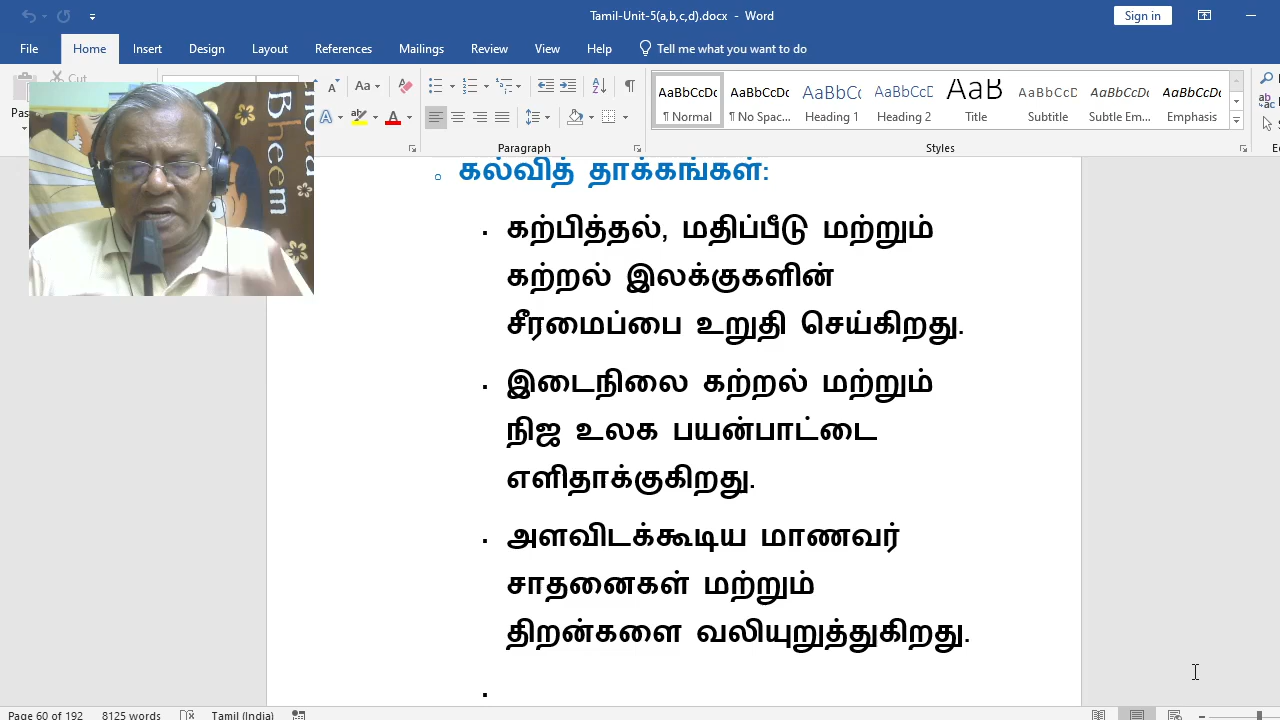 Tamil-Unit-5(a,b,c,d).docx - Word
Sign in
File Home Insert Design Layout References Mailings Review View Help Tell me what you want to do
Cut
Aa
AaBbCcDc AaBbCcDc AaBbCc AaBbCcD AaB AaBbCcD AaBbCcDc AaBbCcDc
¶ Normal ¶ No Spac... Heading 1 Heading 2 Title Subtitle Subtle Em... Emphasis
Paragraph Styles
Bheem
கல்வித் தாக்கங்கள்:
கற்பித்தல், மதிப்பீடு மற்றும்
கற்றல் இலக்குகளின்
சீரமைப்பை உறுதி செய்கிறது.
இடைநிலை கற்றல் மற்றும்
நிஜ உலக பயன்பாட்டை
எளிதாக்குகிறது.
அளவிடக்கூடிய மாணவர்
சாதனைகள் மற்றும்
திறன்களை வலியுறுத்துகிறது.
Page 60 of 192 8125 words Tamil (India)